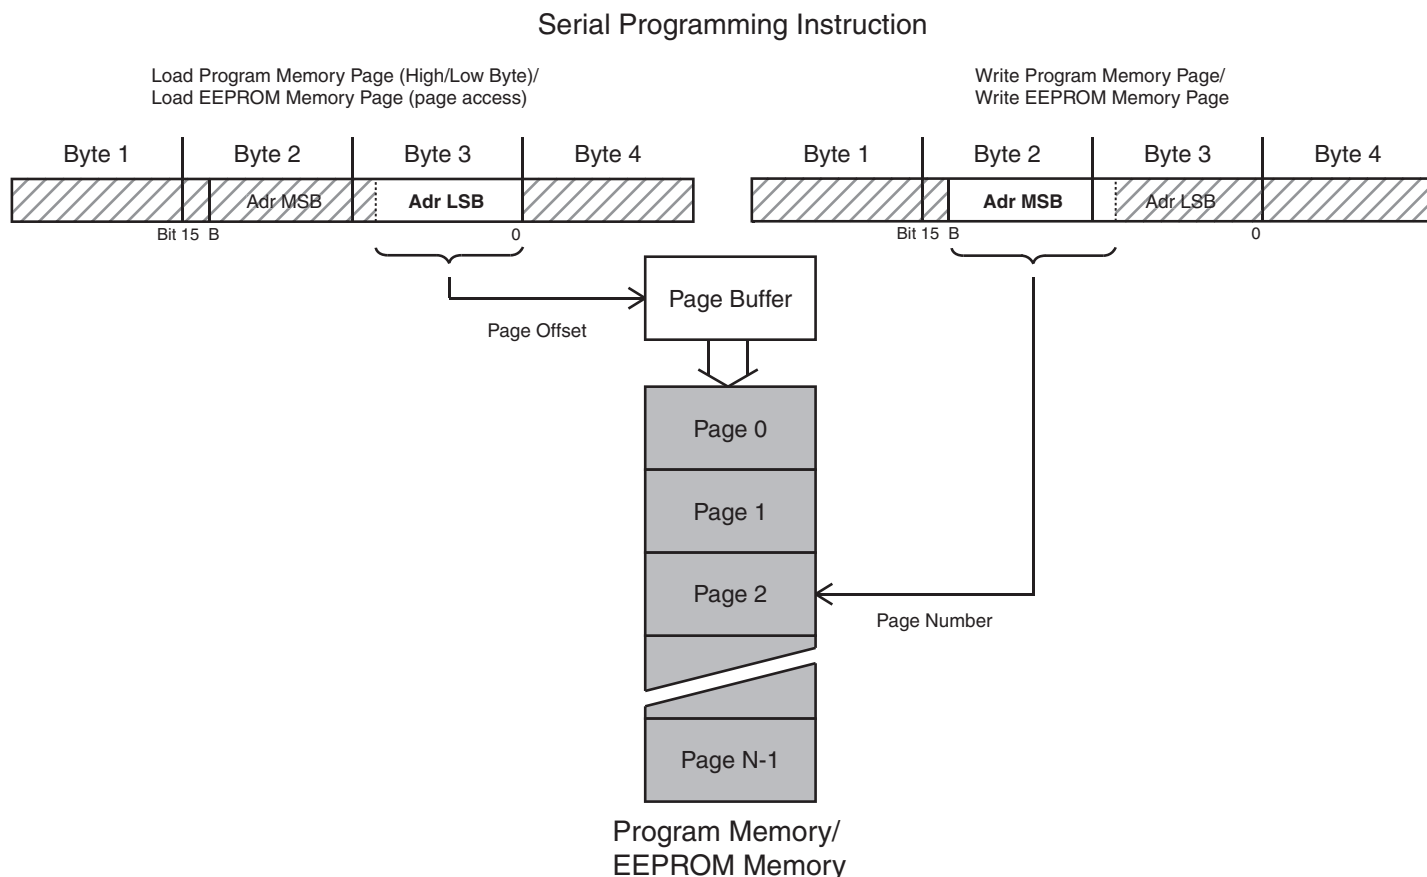 Serial Programming Instruction
Load Program Memory Page (High/Low Byte)/
Load EEPROM Memory Page (page access)
Write Program Memory Page/
Write EEPROM Memory Page
Byte 1 Byte 2 Byte 3 Byte 4
Adr MSB Adr LSB
Bit 15 B 0
Byte 1 Byte 2 Byte 3 Byte 4
Adr MSB Adr LSB
Bit 15 B 0
Page Offset
Page Buffer
Page 0
Page 1
Page 2
Page Number
Page N-1
Program Memory/
EEPROM Memory